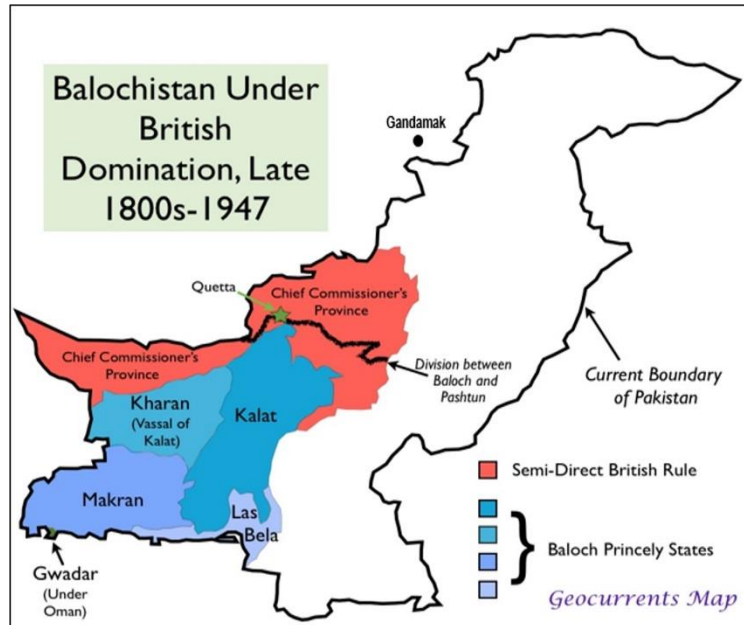 Balochistan Under
British
Domination, Late
1800s-1947
Gandamak
Quetta
Chief Commissioner's
Province
Chief Commissioner's
Province
Division between
Baloch and
Pashtun
Current Boundary
of Pakistan
Kharan
(Vassal of
Kalat)
Kalat
Makran
Las
Bela
Gwadar
(Under
Oman)
Semi-Direct British Rule
Baloch Princely States
Geocurrents Map